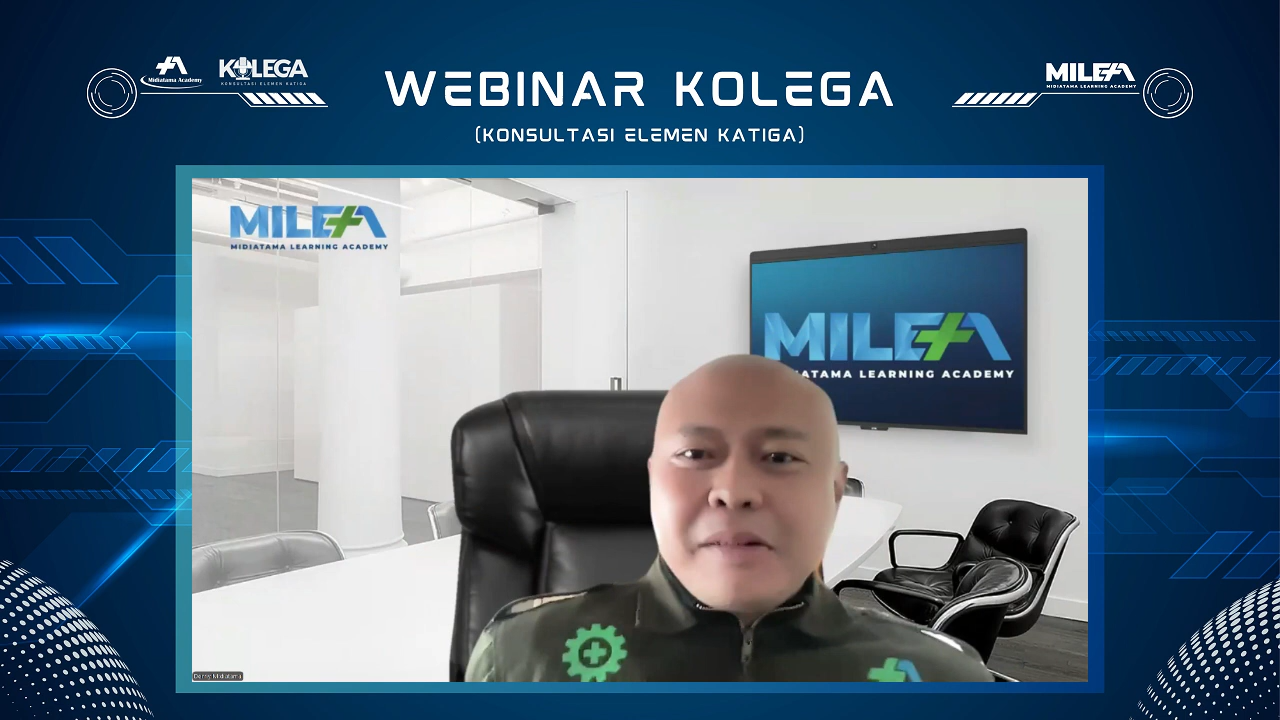 Midiatama Academy
KOLEGA
KONSULTASI ELEMEN KATIGA
WEBINAR KOLEGA
(KONSULTASI ELEMEN KATIGA)
MILEA
MIDIATAMA LEARNING ACADEMY
MILEA
MIDIATAMA LEARNING ACADEMY
MILEA
IATAMA LEARNING ACADEMY